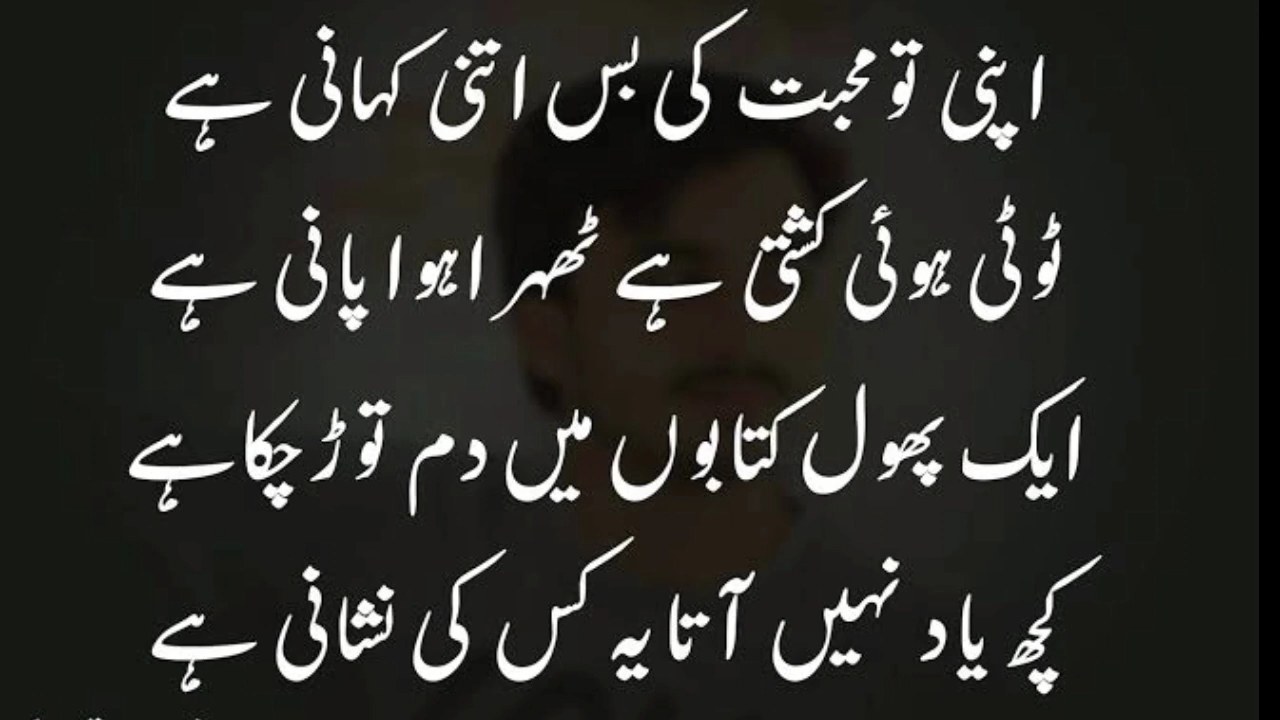 اپنی تو محبت کی بس اتنی کہانی ہے
ٹوٹی ہوئی کشتی ہے ٹھہرا ہوا پانی ہے
ایک پھول کتابوں میں دم توڑ چکا ہے
کچھ یاد نہیں آتا یہ کس کی نشانی ہے